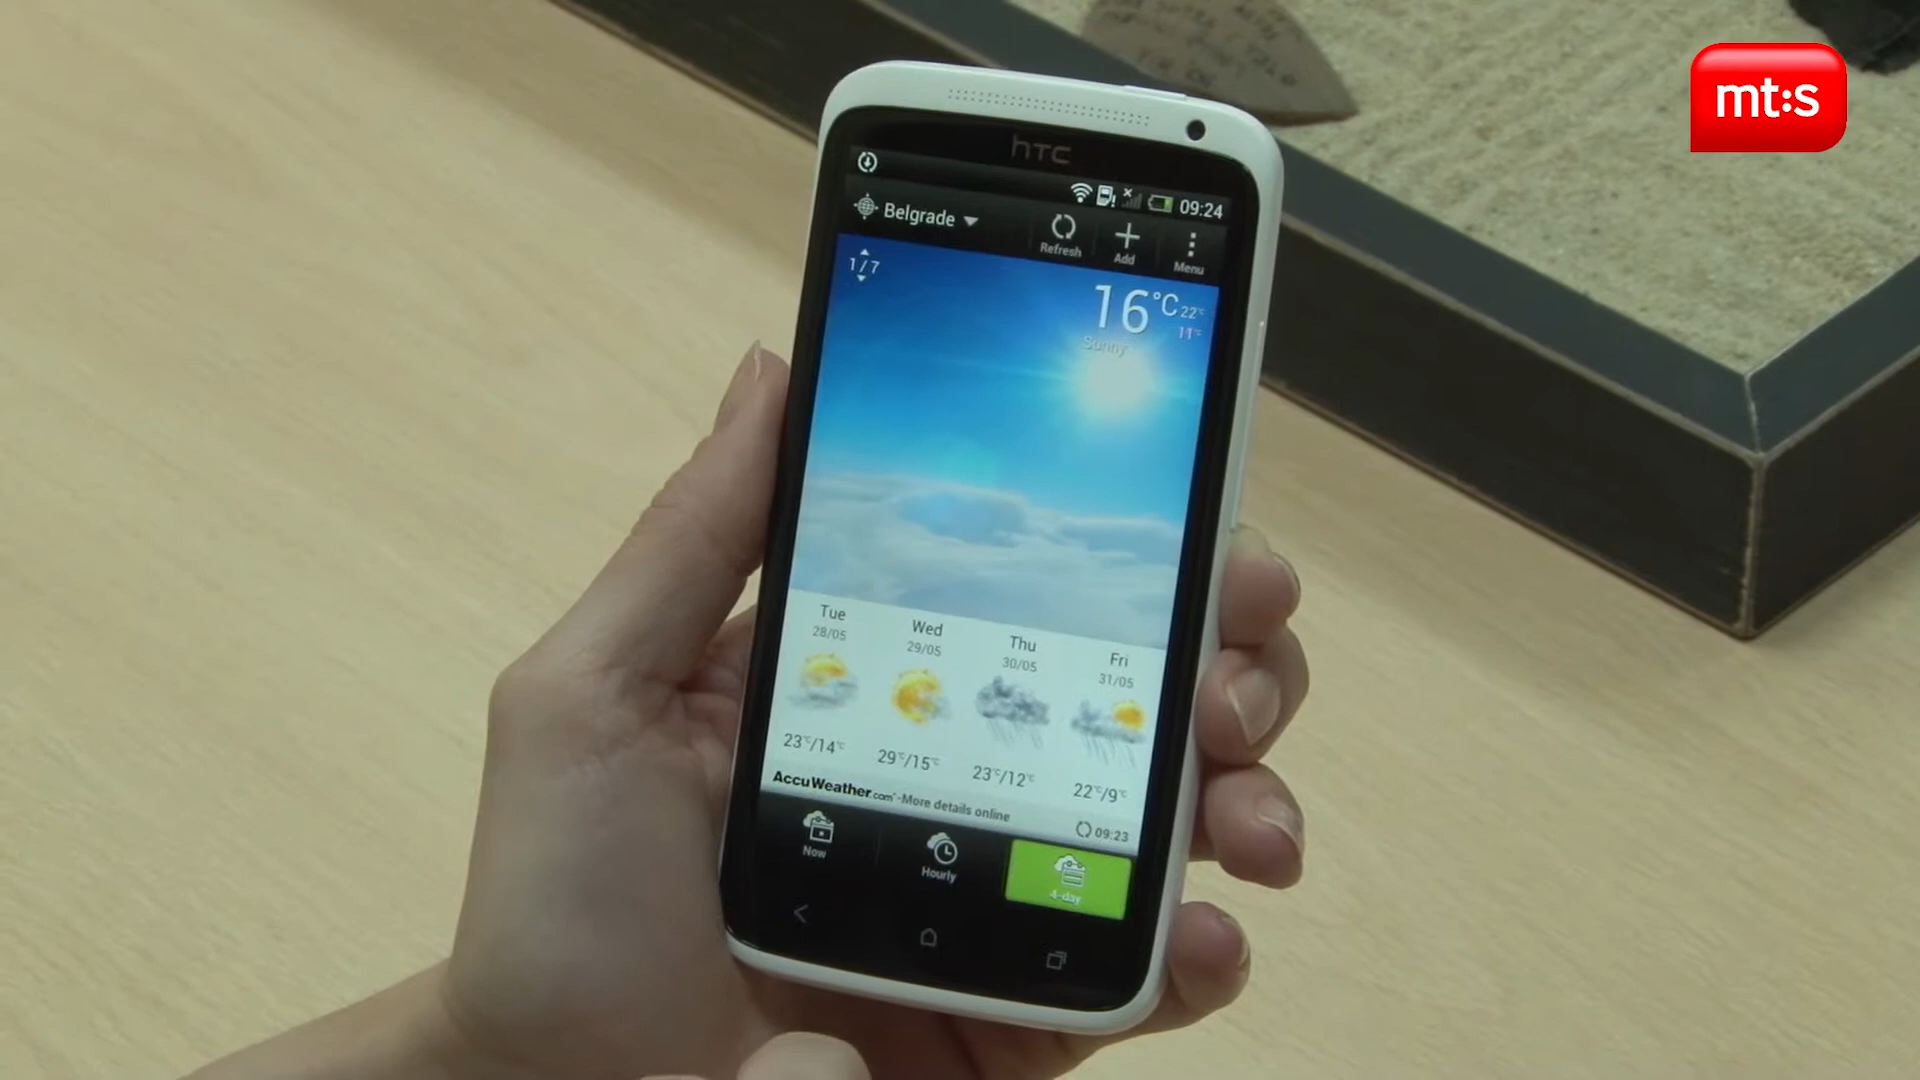 mt:s
hTC
09:24
Belgrade
Refresh
Add
Menu
1/7
16°C 22°
11°
Sunny
Tue
28/05
23°/14°
Wed
29/05
29°/15°
Thu
30/05
23°/12°
Fri
31/05
22°/9°
AccuWeather.com® - More details online
09:23
Now
Hourly
4-day